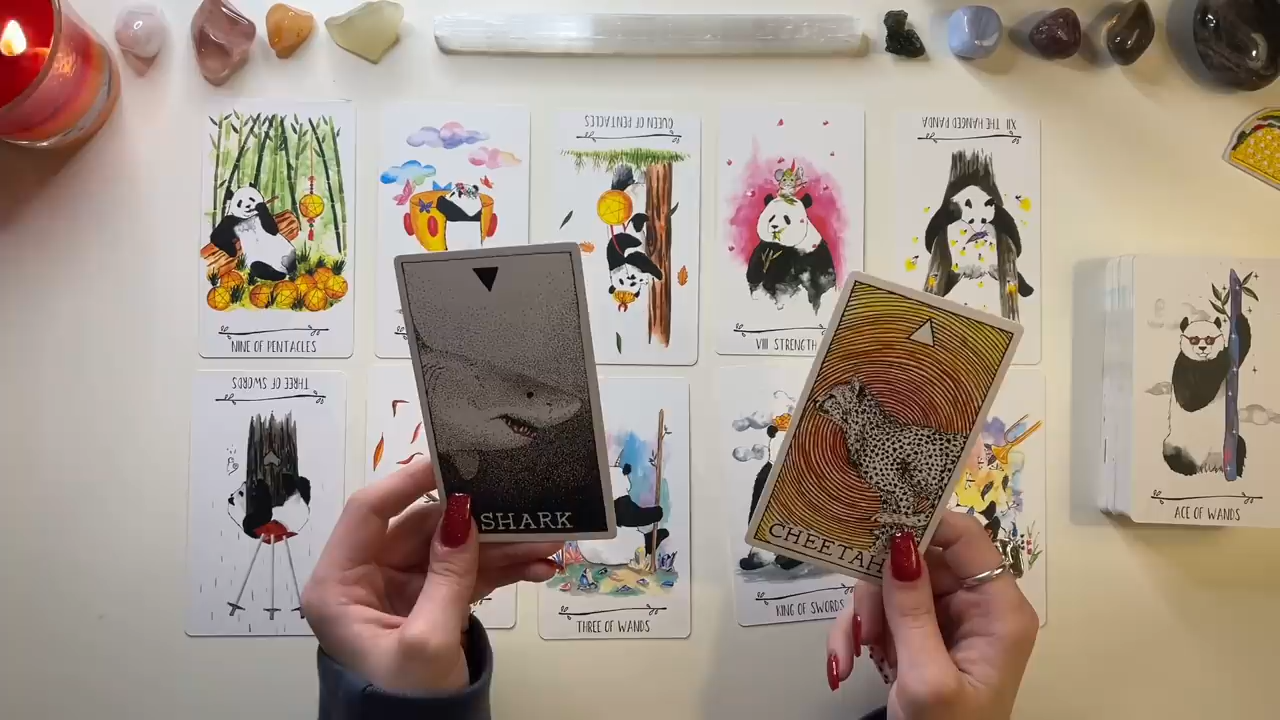 NINE OF PENTACLES
QUEEN OF PENTACLES
VIII STRENGTH
XII THE HANGED PANDA
THREE OF SWORDS
SHARK
THREE OF WANDS
CHEETAH
KING OF SWORDS
ACE OF WANDS